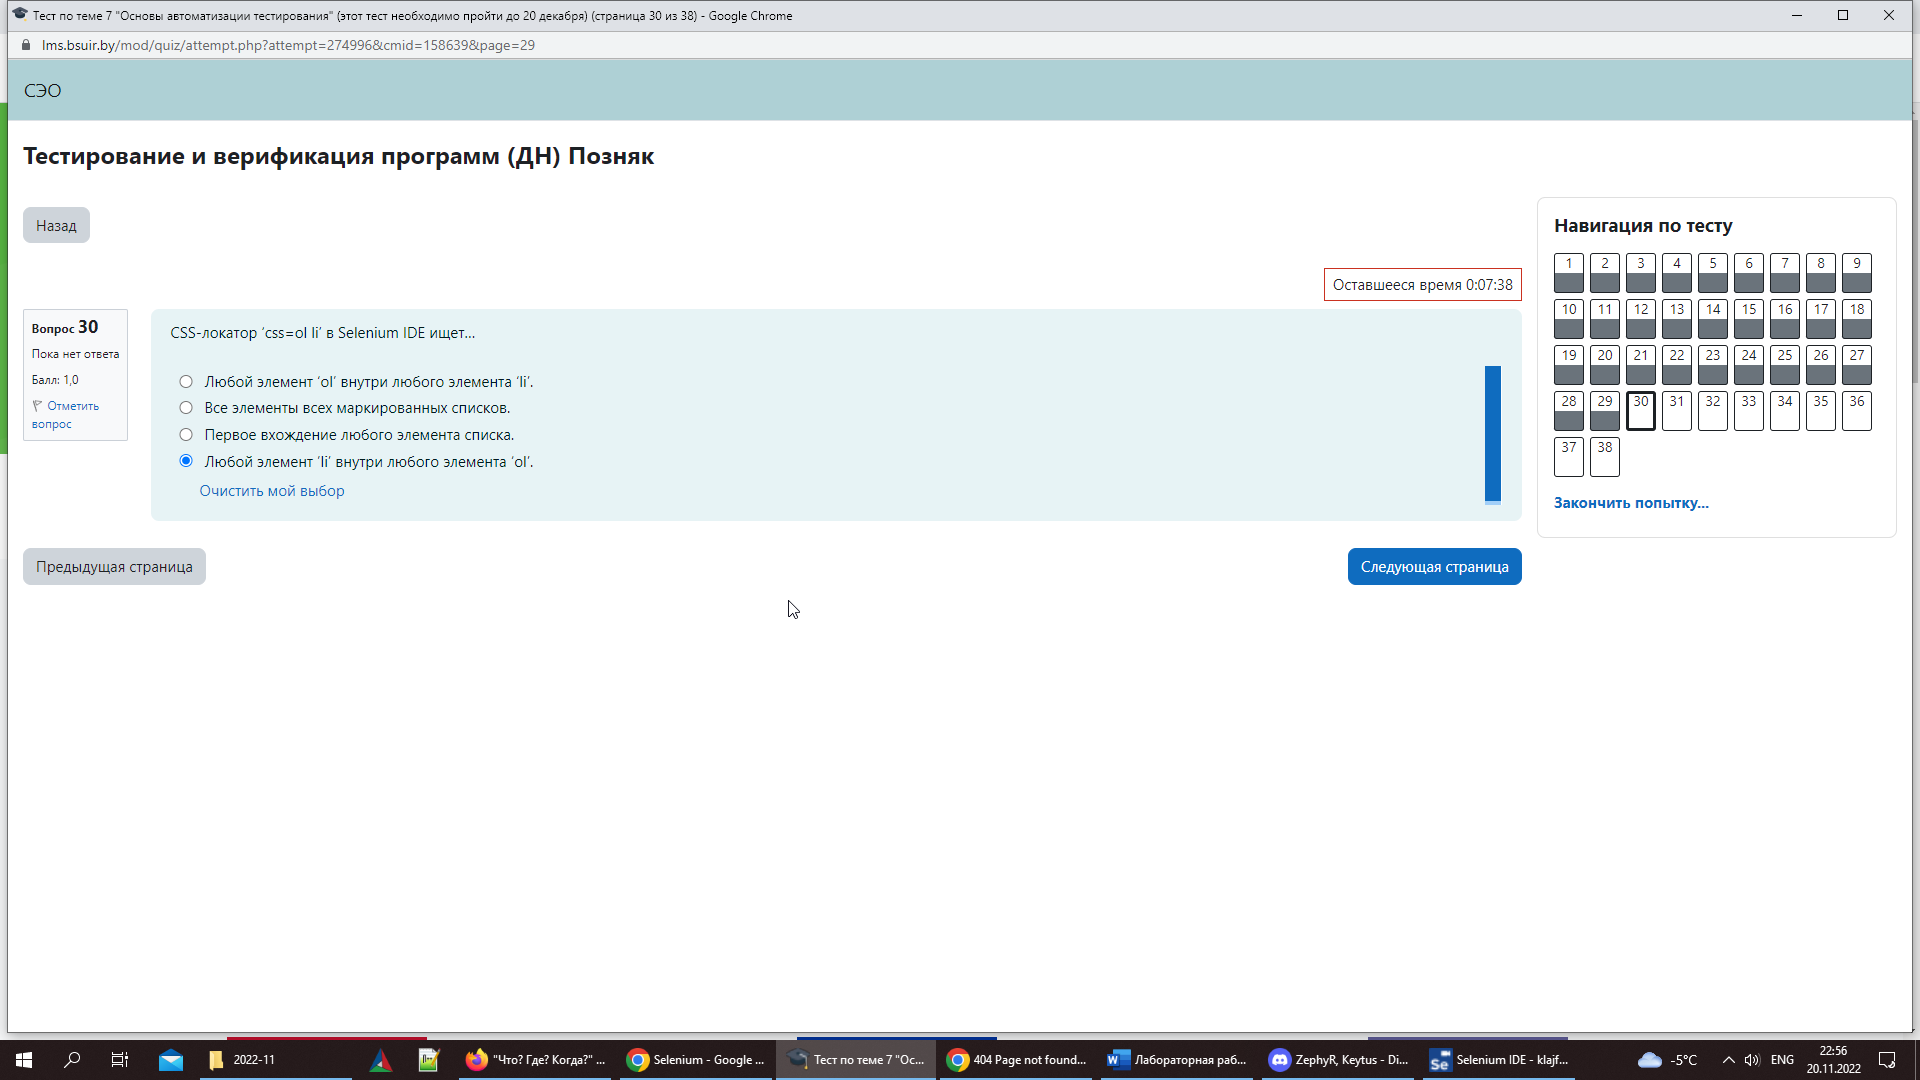 Тест по теме 7 "Основы автоматизации тестирования" (этот тест необходимо пройти до 20 декабря) (страница 30 из 38) - Google Chrome
lms.bsuir.by/mod/quiz/attempt.php?attempt=274996&cmid=158639&page=29
СЭО
Тестирование и верификация программ (ДН) Позняк
Назад
Оставшееся время 0:07:38
Вопрос 30
Пока нет ответа
Балл: 1,0
Отметить
вопрос
CSS-локатор ‘css=ol li’ в Selenium IDE ищет...
Любой элемент ‘ol’ внутри любого элемента ‘li’.
Все элементы всех маркированных списков.
Первое вхождение любого элемента списка.
Любой элемент ‘li’ внутри любого элемента ‘ol’.
Очистить мой выбор
Предыдущая страница
Следующая страница
Навигация по тесту
1 2 3 4 5 6 7 8 9
10 11 12 13 14 15 16 17 18
19 20 21 22 23 24 25 26 27
28 29 30 31 32 33 34 35 36
37 38
Закончить попытку...
2022-11
"Что? Где? Когда?" ...
Selenium - Google ...
Тест по теме 7 "Ос...
404 Page not found...
Лабораторная раб...
ZephyR, Keytus - Di...
Selenium IDE - klajf...
-5°C
ENG
22:56
20.11.2022